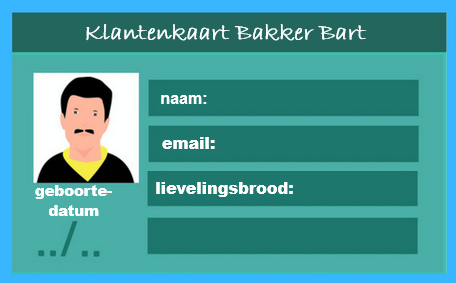 Klantenkaart Bakker Bart
naam:
email:
lievelingsbrood:
geboorte-
datum
../..